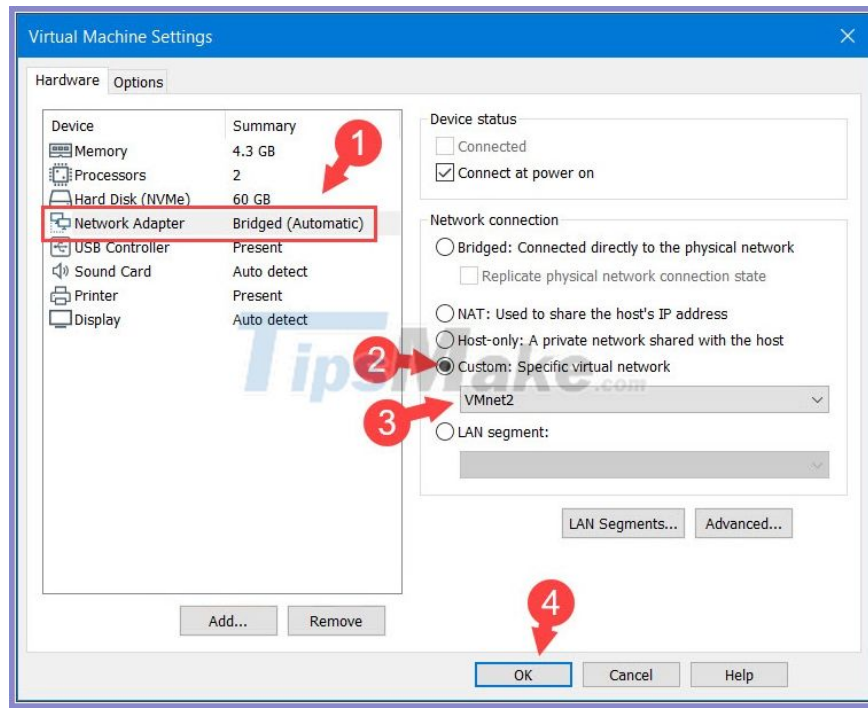 Virtual Machine Settings
Hardware Options
Device Summary
Memory 4.3 GB
Processors 2
Hard Disk (NVMe) 60 GB
Network Adapter Bridged (Automatic)
USB Controller Present
Sound Card Auto detect
Printer Present
Display Auto detect
Add... Remove
Device status
Connected
Connect at power on
Network connection
Bridged: Connected directly to the physical network
Replicate physical network connection state
NAT: Used to share the host's IP address
Host-only: A private network shared with the host
Custom: Specific virtual network
VMnet2
LAN segment:
LAN Segments... Advanced...
OK Cancel Help
1
2
3
4
TipsMake.com